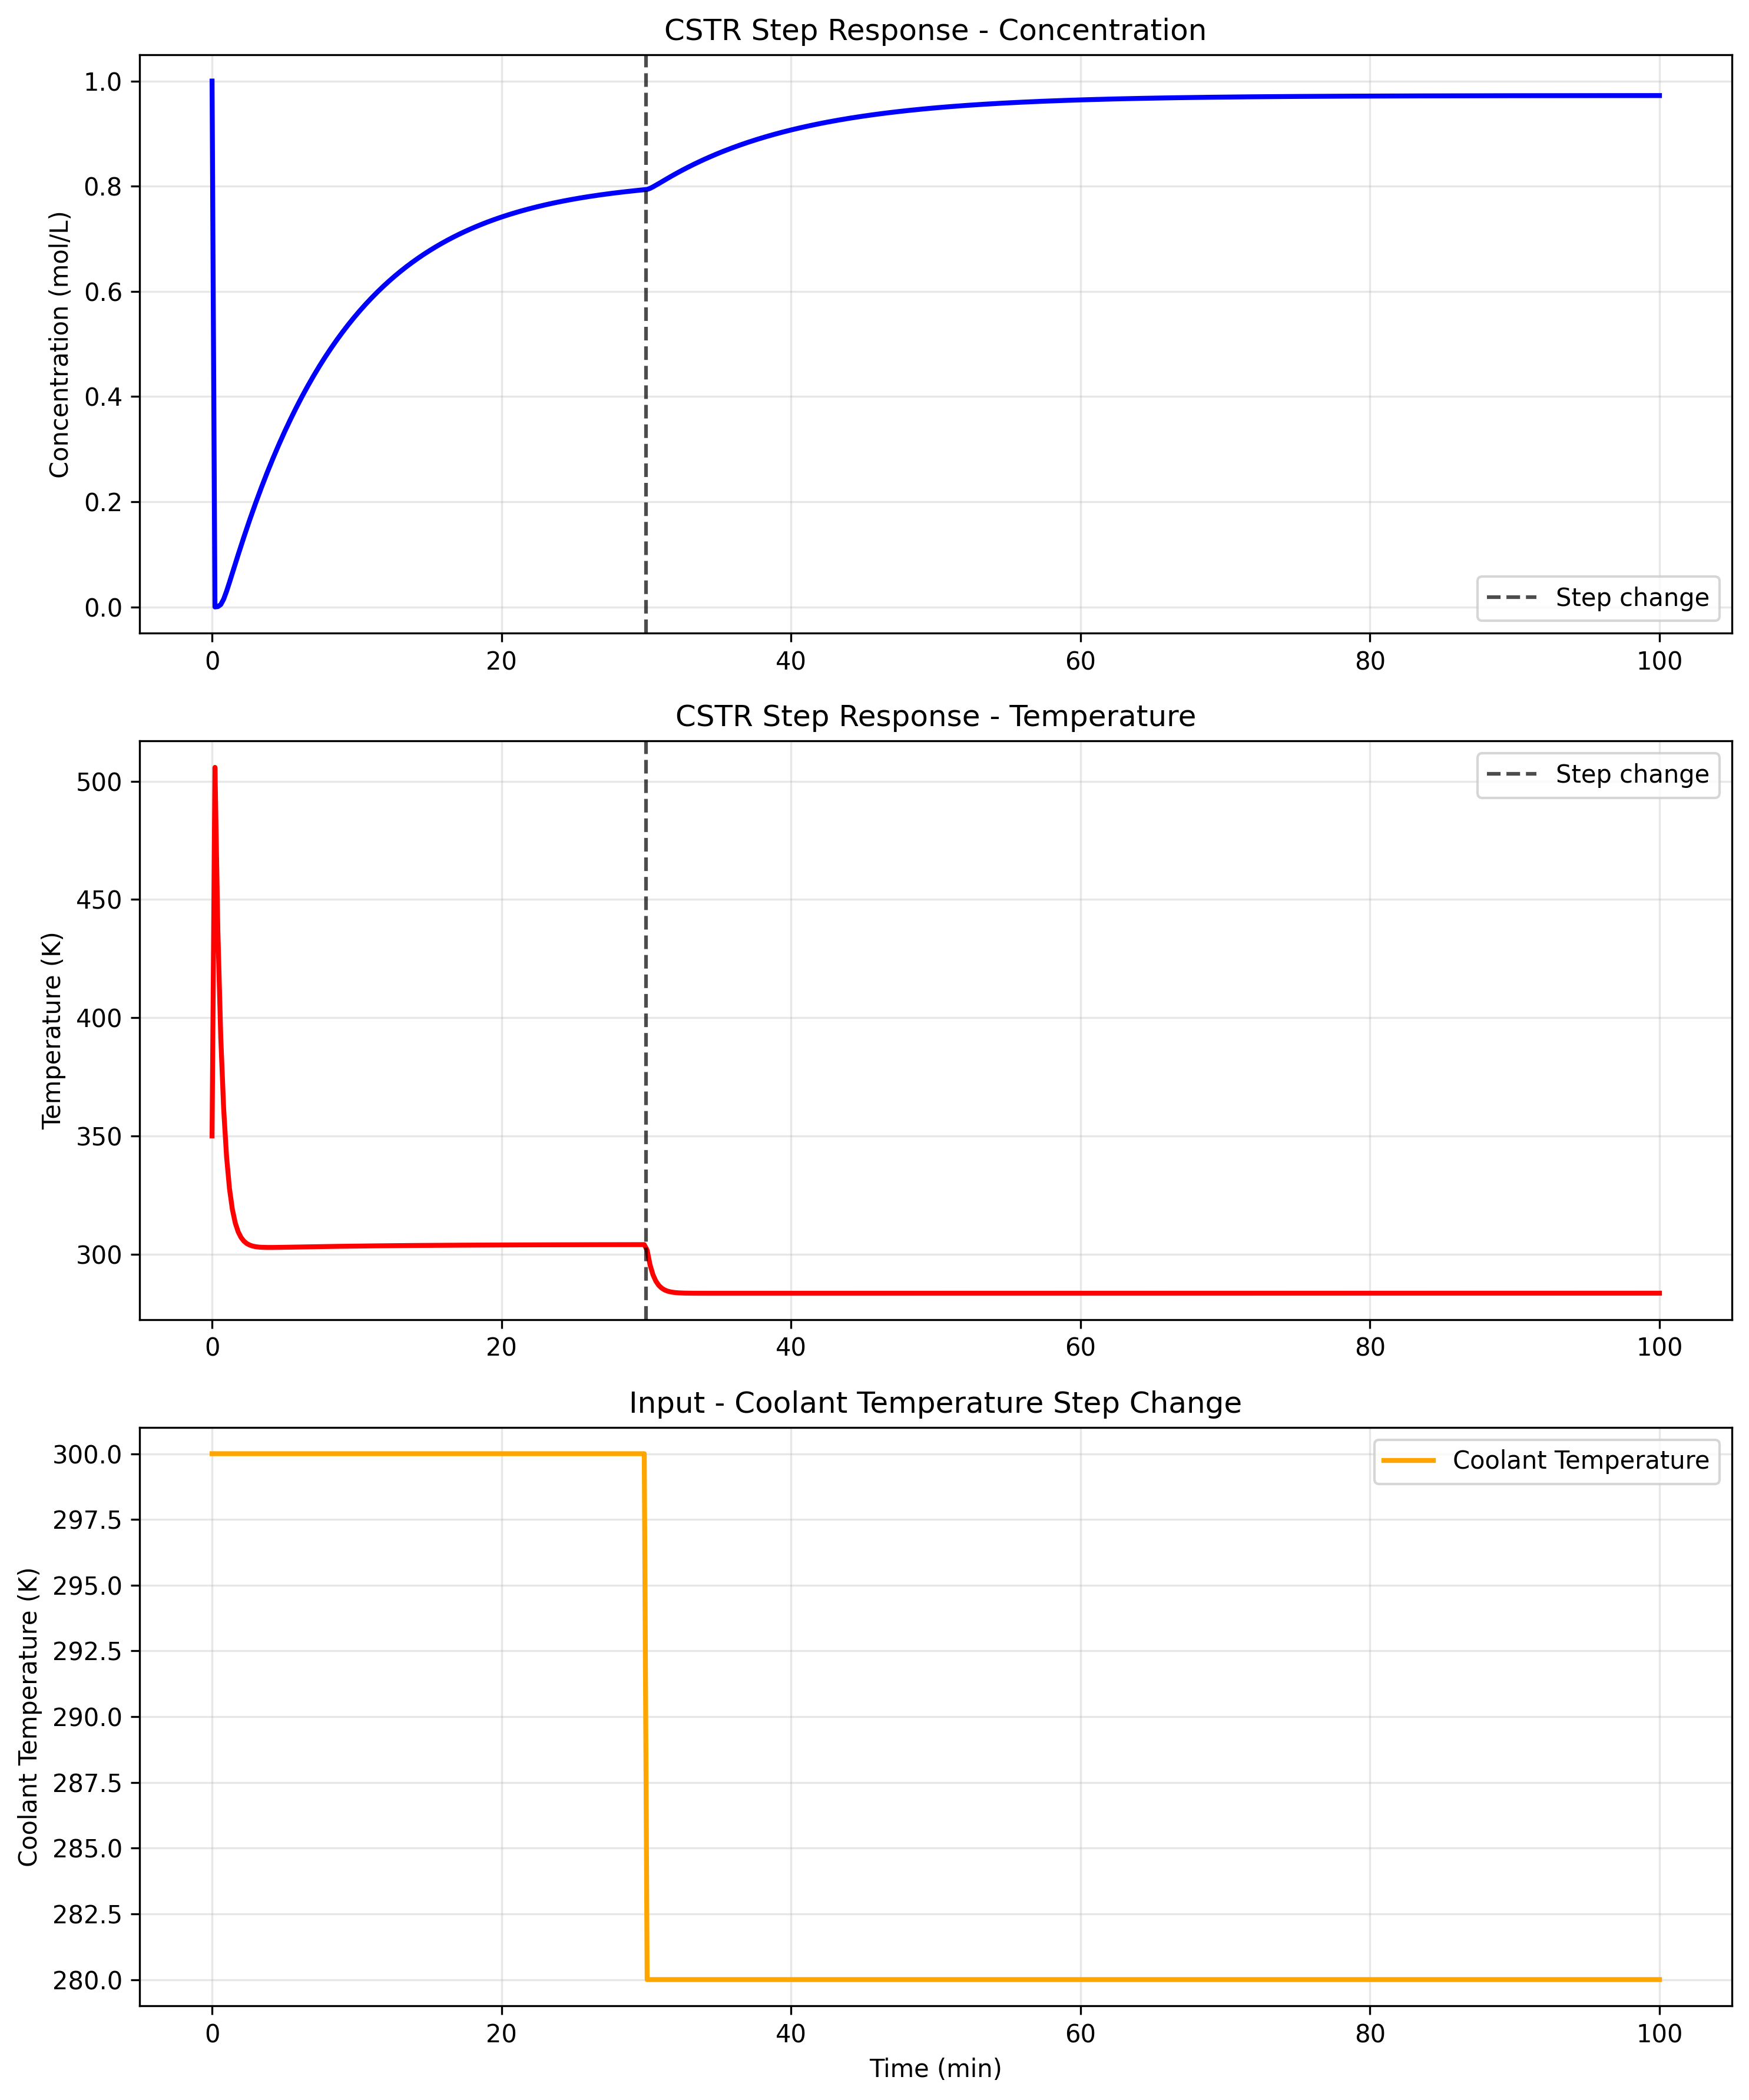 CSTR Step Response - Concentration
Concentration (mol/L)
1.0
0.8
0.6
0.4
0.2
0.0
Step change
0 20 40 60 80 100
CSTR Step Response - Temperature
Temperature (K)
500
450
400
350
300
Step change
0 20 40 60 80 100
Input - Coolant Temperature Step Change
Coolant Temperature (K)
300.0
297.5
295.0
292.5
290.0
287.5
285.0
282.5
280.0
Coolant Temperature
0 20 40 60 80 100
Time (min)